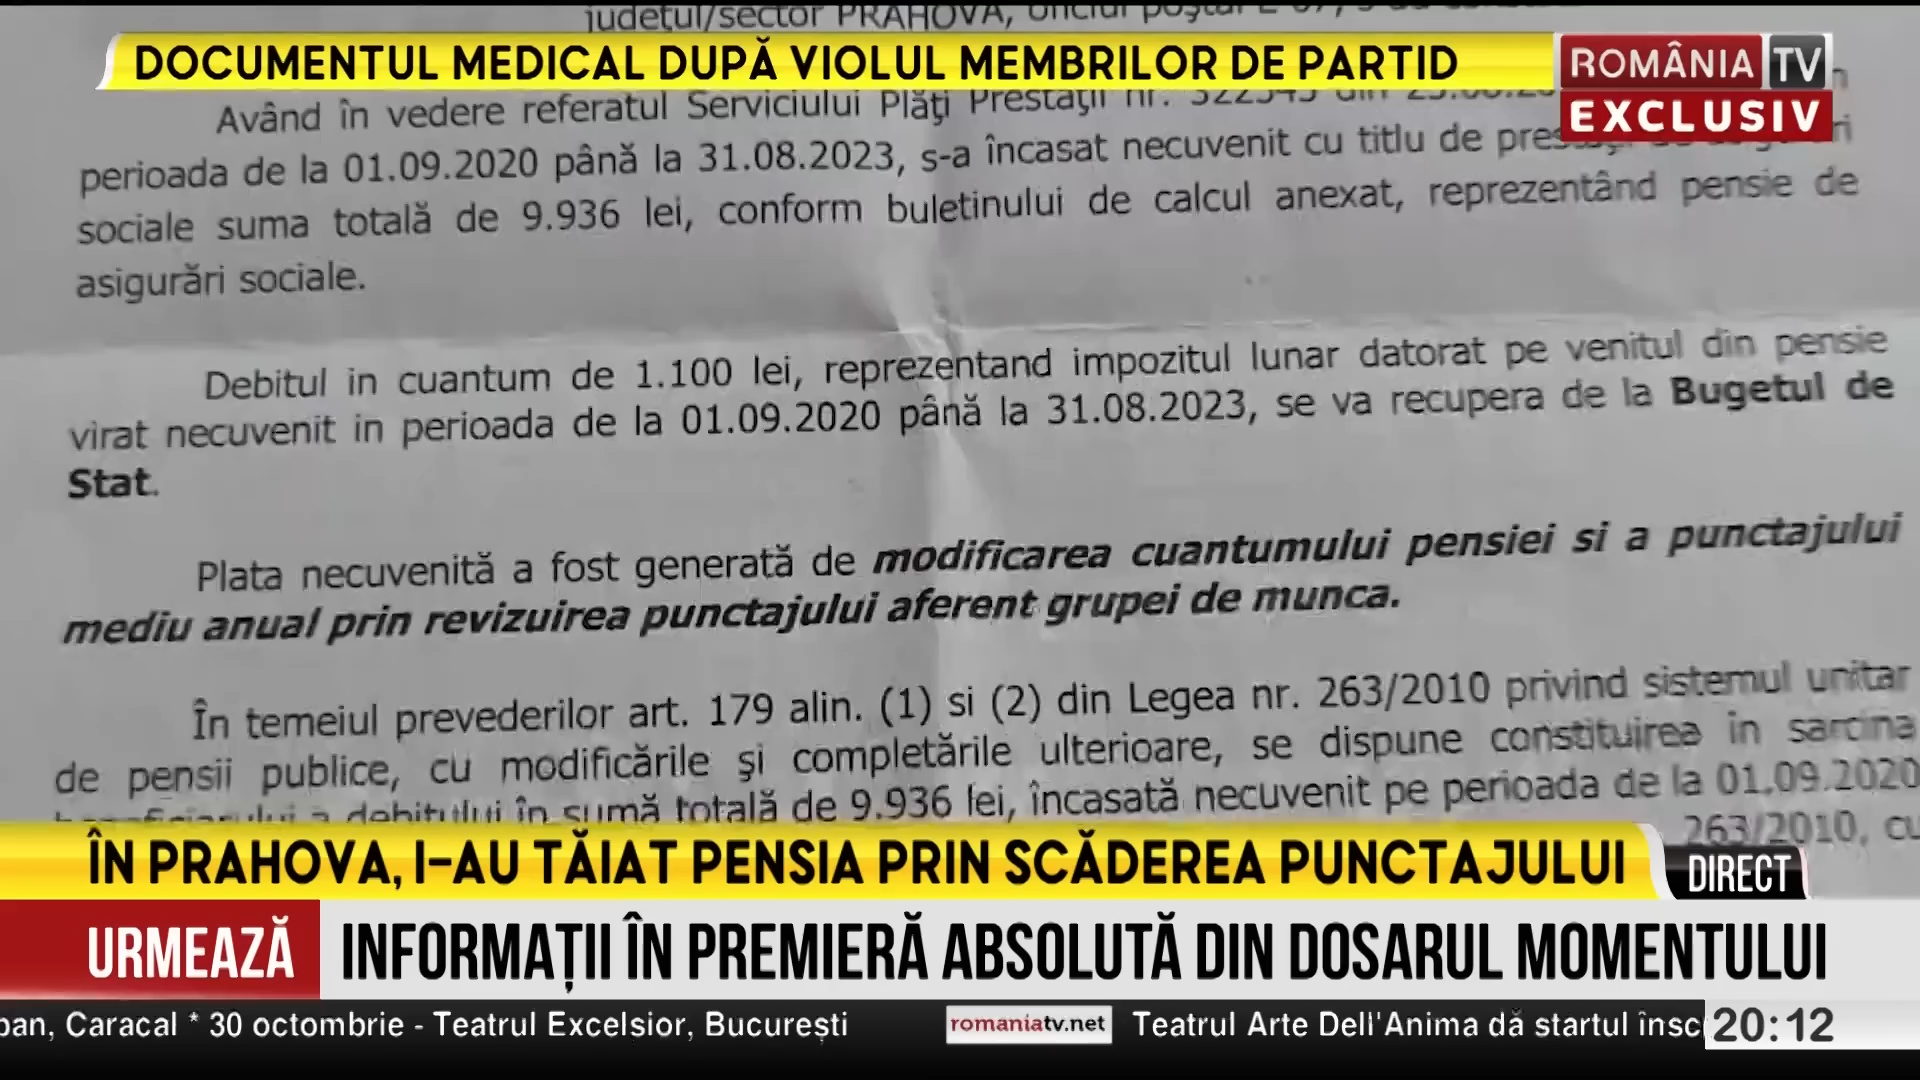 județul/sector PRAHOVA, oficiul poștal
DOCUMENTUL MEDICAL DUPĂ VIOLUL MEMBRILOR DE PARTID
ROMÂNIA TV
EXCLUSIV
Având în vedere referatul Serviciului Plăţi Prestaţii nr.
perioada de la 01.09.2020 până la 31.08.2023, s-a încasat necuvenit cu titlu de
sociale suma totală de 9.936 lei, conform buletinului de calcul anexat, reprezentând pensie de
asigurări sociale.
Debitul in cuantum de 1.100 lei, reprezentand impozitul lunar datorat pe venitul din pensie
virat necuvenit in perioada de la 01.09.2020 până la 31.08.2023, se va recupera de la Bugetul de
Stat.
Plata necuvenită a fost generată de modificarea cuantumului pensiei si a punctajului
mediu anual prin revizuirea punctajului aferent grupei de munca.
În temeiul prevederilor art. 179 alin. (1) si (2) din Legea nr. 263/2010 privind sistemul unitar
de pensii publice, cu modificările şi completările ulterioare, se dispune constituirea în sarcina
beneficiarului a debitului în sumă totală de 9.936 lei, încasată necuvenit pe perioada de la 01.09.2020
263/2010, cu
ÎN PRAHOVA, I-AU TĂIAT PENSIA PRIN SCĂDEREA PUNCTAJULUI
DIRECT
URMEAZĂ
INFORMAȚII ÎN PREMIERĂ ABSOLUTĂ DIN DOSARUL MOMENTULUI
Caracal * 30 octombrie - Teatrul Excelsior, București
romaniatv.net
Teatrul Arte Dell'Anima dă startul însc
20:12